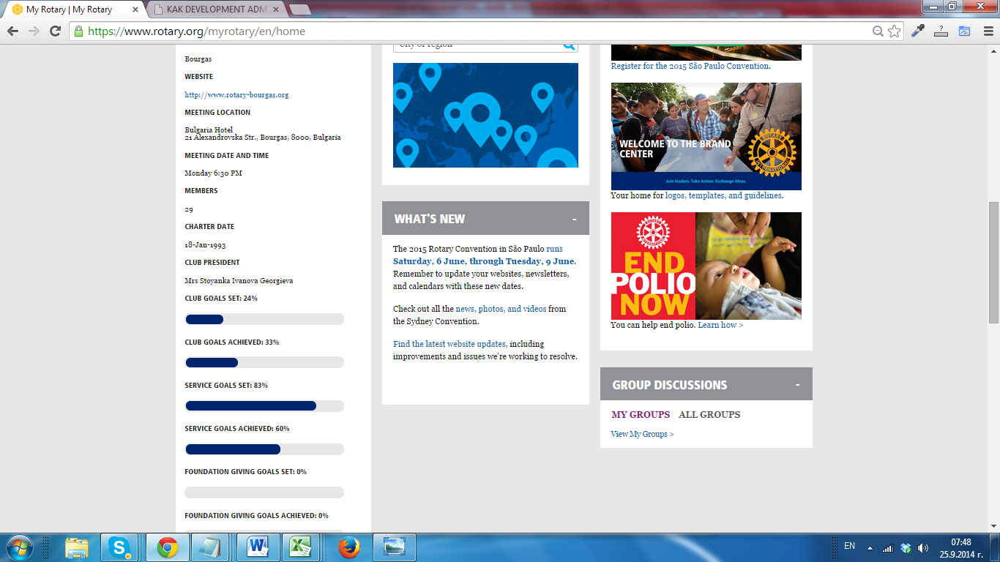 My Rotary | My Rotary
KAK DEVELOPMENT ADM
https://www.rotary.org/myrotary/en/home
Bourgas
WEBSITE
http://www.rotary-bourgas.org
MEETING LOCATION
Bulgaria Hotel
21 Alexandrovska Str., Bourgas, 8000, Bulgaria
MEETING DATE AND TIME
Monday 6:30 PM
MEMBERS
29
CHARTER DATE
18-Jan-1993
CLUB PRESIDENT
Mrs Stoyanka Ivanova Georgieva
CLUB GOALS SET: 24%
CLUB GOALS ACHIEVED: 33%
SERVICE GOALS SET: 83%
SERVICE GOALS ACHIEVED: 60%
FOUNDATION GIVING GOALS SET: 0%
FOUNDATION GIVING GOALS ACHIEVED: 0%
City or region
WHAT'S NEW -
The 2015 Rotary Convention in São Paulo runs
Saturday, 6 June, through Tuesday, 9 June.
Remember to update your websites, newsletters,
and calendars with these new dates.
Check out all the news, photos, and videos from
the Sydney Convention.
Find the latest website updates, including
improvements and issues we're working to resolve.
Register for the 2015 São Paulo Convention.
WELCOME TO THE BRAND
CENTER
ROTARY
INTERNATIONAL
Join leaders. Take Action. Exchange Ideas.
Your home for logos, templates, and guidelines.
END
POLIO
NOW
You can help end polio. Learn how >
GROUP DISCUSSIONS -
MY GROUPS ALL GROUPS
View My Groups >
EN
07:48
25.9.2014 г.